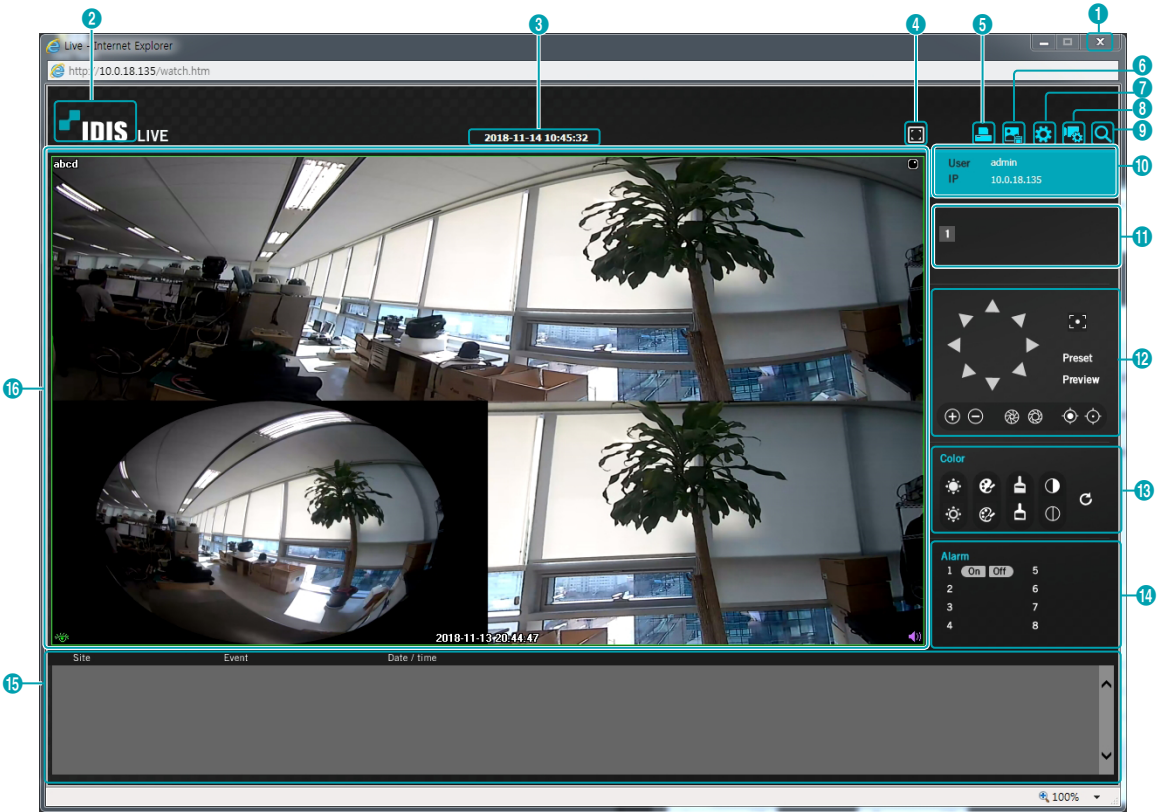 2
3
4
5
1
Live - Internet Explorer
http://10.0.18.135/watch.htm
6
7
8
9
IDIS LIVE
2018-11-14 10:45:32
abcd
User admin
IP 10.0.18.135
10
1
11
Preset
Preview
12
16
Color
13
Alarm
1 On Off 5
2 6
3 7
4 8
14
2018-11-13 20:44:47
Site Event Date / time
15
100%